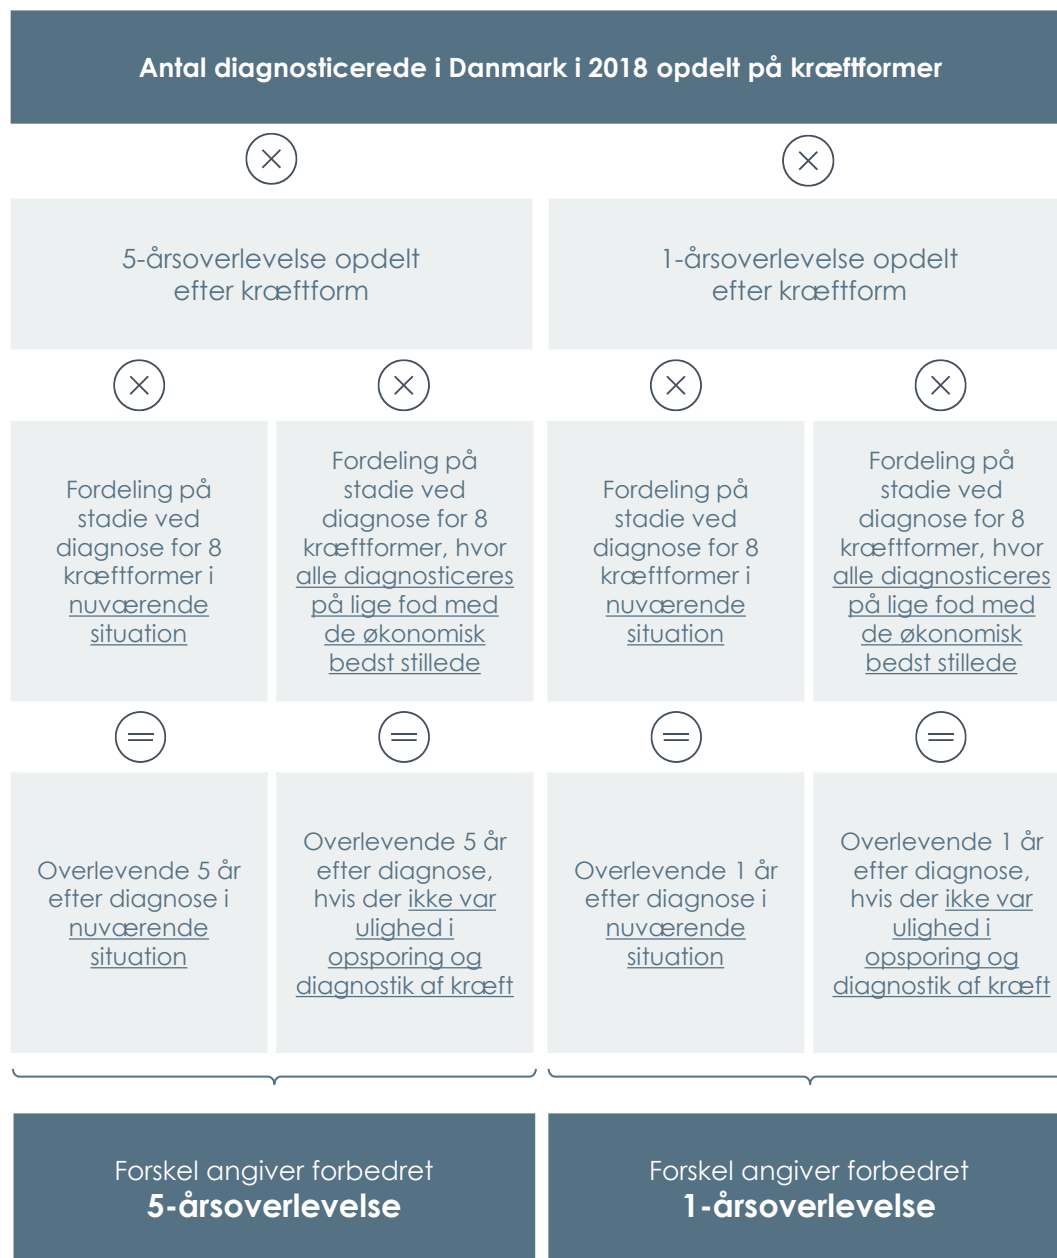 Antal diagnosticerede i Danmark i 2018 opdelt på kræftformer
5-årsoverlevelse opdelt
efter kræftform
1-årsoverlevelse opdelt
efter kræftform
Fordeling på
stadie ved
diagnose for 8
kræftformer i
nuværende
situation
Fordeling på
stadie ved
diagnose for 8
kræftformer, hvor
alle diagnosticeres
på lige fod med
de økonomisk
bedst stillede
Fordeling på
stadie ved
diagnose for 8
kræftformer i
nuværende
situation
Fordeling på
stadie ved
diagnose for 8
kræftformer, hvor
alle diagnosticeres
på lige fod med
de økonomisk
bedst stillede
Overlevende 5 år
efter diagnose i
nuværende
situation
Overlevende 5 år
efter diagnose,
hvis der ikke var
ulighed i
opsporing og
diagnostik af kræft
Overlevende 1 år
efter diagnose i
nuværende
situation
Overlevende 1 år
efter diagnose,
hvis der ikke var
ulighed i
opsporing og
diagnostik af kræft
Forskel angiver forbedret
5-årsoverlevelse
Forskel angiver forbedret
1-årsoverlevelse